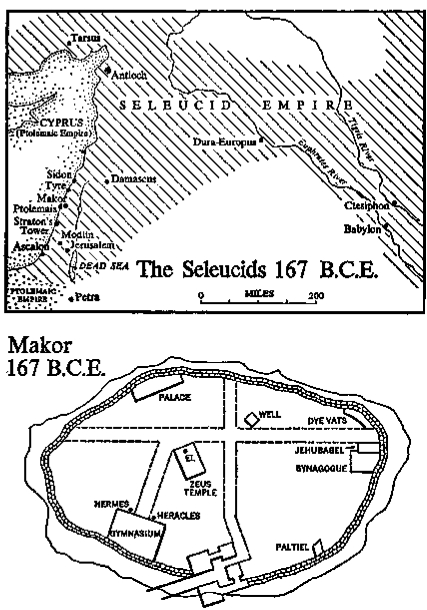 Tarsus
Antioch
SELEUCID EMPIRE
CYPRUS
(Ptolemaic Empire)
Dura-Europus
Euphrates River
Tigris River
Sidon
Tyre
Damascus
Makor
Ptolemais
Straton's
Tower
Ctesiphon
Babylon
Modiin
Ascalon
Jerusalem
DEAD SEA
The Seleucids 167 B.C.E.
PTOLEMAIC
EMPIRE
Petra
0 MILES 200
Makor
167 B.C.E.
PALACE
WELL
DYE VATS
JEHUBABEL
SYNAGOGUE
EL
ZEUS
TEMPLE
HERMES
HERACLES
GYMNASIUM
PALTIEL